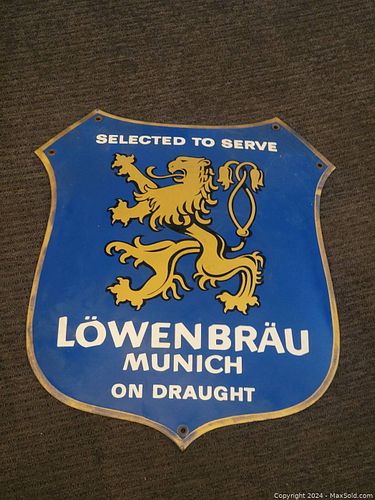 SELECTED TO SERVE
LÖWENBRÄU
MUNICH
ON DRAUGHT
Copyright 2024 - MaxSold.com